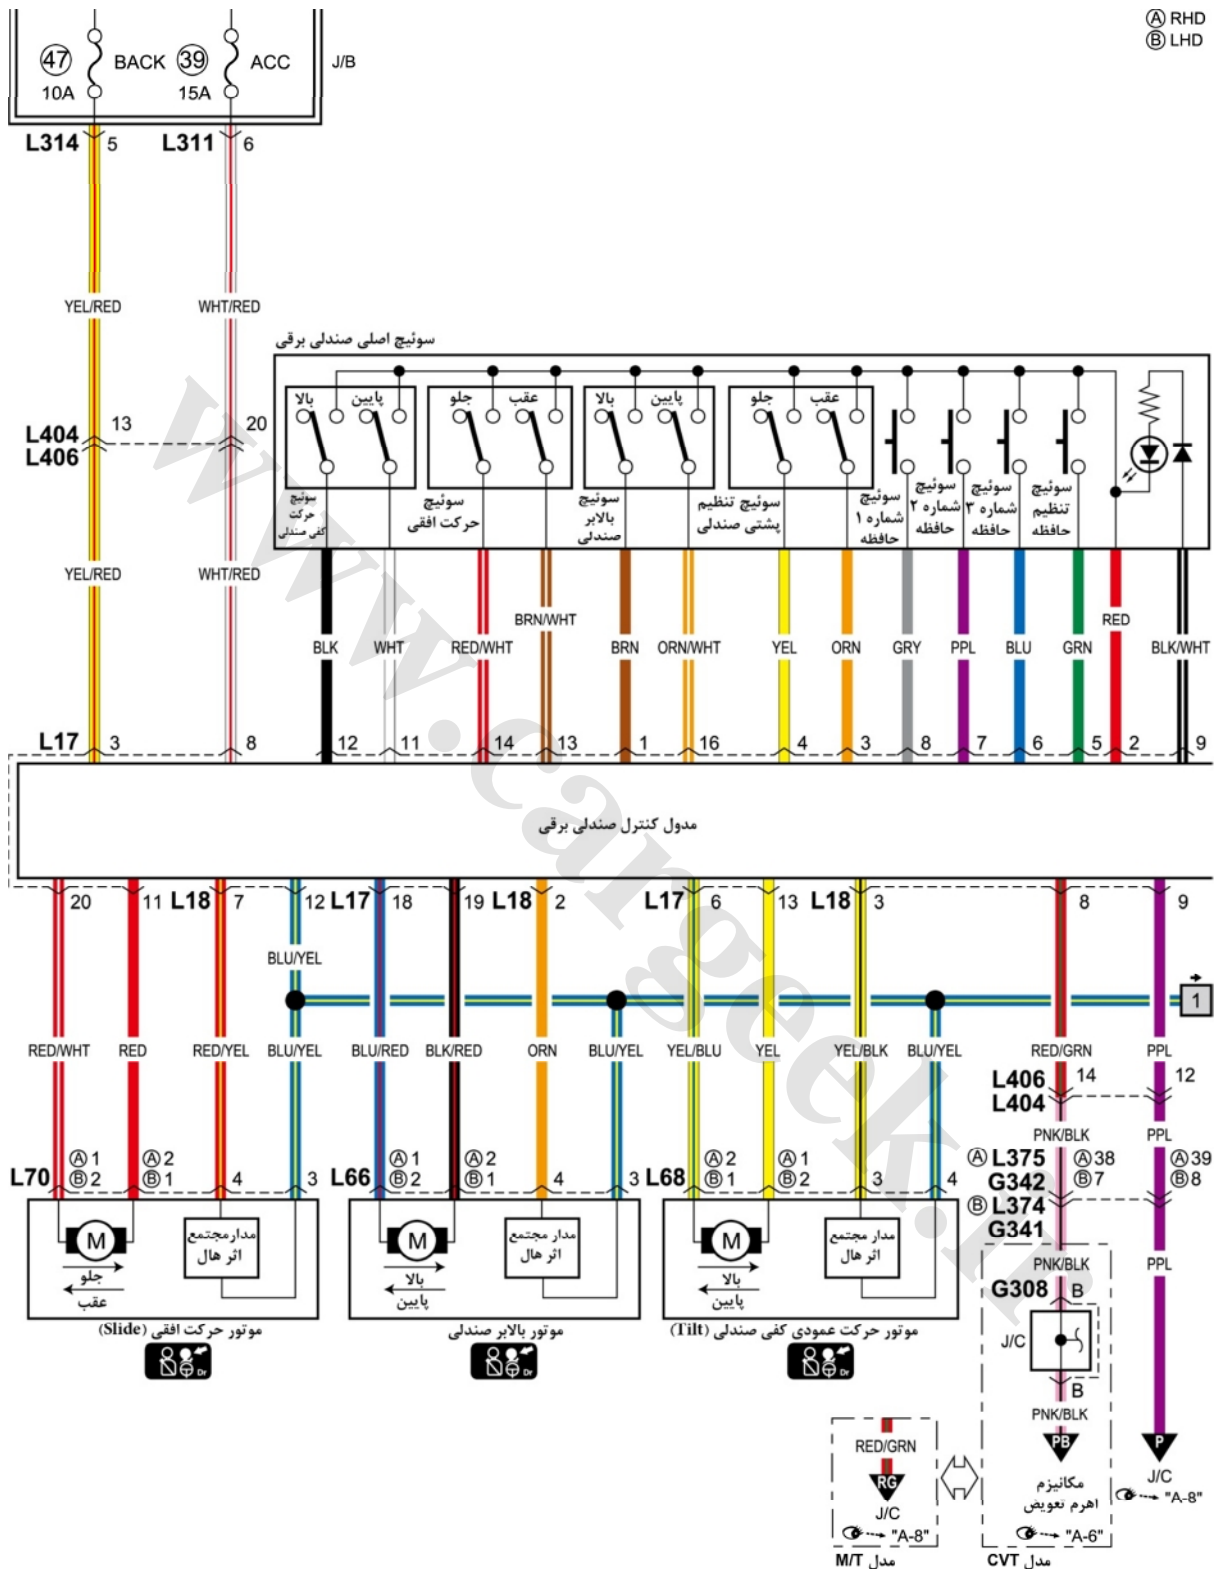 Ⓐ RHD
Ⓑ LHD
47 BACK 39 ACC J/B
10A 15A
L314 5 L311 6
YEL/RED WHT/RED
سوئیچ اصلی صندلی برقی
بالا پایین جلو عقب بالا پایین جلو عقب
L404 13 20
L406
سوئیچ حرکت کفی صندلی
سوئیچ حرکت افقی
سوئیچ بالابر صندلی
سوئیچ تنظیم پشتی صندلی
سوئیچ شماره ۱ حافظه
سوئیچ شماره ۲ حافظه
سوئیچ شماره ۳ حافظه
سوئیچ تنظیم حافظه
YEL/RED WHT/RED
BRN/WHT RED
BLK WHT RED/WHT BRN ORN/WHT YEL ORN GRY PPL BLU GRN BLK/WHT
L17 3 8 12 11 14 13 1 16 4 3 8 7 6 5 2 9
مدول کنترل صندلی برقی
20 11 L18 7 12 L17 18 19 L18 2 L17 6 13 L18 3 8 9
BLU/YEL
1
RED/WHT RED RED/YEL BLU/YEL BLU/RED BLK/RED ORN BLU/YEL YEL/BLU YEL YEL/BLK BLU/YEL RED/GRN PPL
L406 14 12
L404
PNK/BLK PPL
Ⓐ1 Ⓐ2 Ⓐ1 Ⓐ2 Ⓐ2 Ⓐ1 Ⓐ L375 Ⓐ38 Ⓐ39
L70 Ⓑ2 Ⓑ1 4 3 L66 Ⓑ2 Ⓑ1 4 3 L68 Ⓑ1 Ⓑ2 3 4 G342 Ⓑ7 Ⓑ8
Ⓑ L374
G341
M مدار مجتمع اثر هال
M مدار مجتمع اثر هال
M مدار مجتمع اثر هال
جلو
عقب
بالا
پایین
بالا
پایین
PNK/BLK PPL
G308 B
موتور حرکت افقی (Slide)
موتور بالابر صندلی
موتور حرکت عمودی کفی صندلی (Tilt)
Dr Dr Dr
J/C
B
PNK/BLK
RED/GRN
PB P
RG
مکانیزم
اهرم تعویض
J/C
"A-8"
J/C
"A-8"
"A-6"
مدل M/T
مدل CVT
www.cargeek.ir